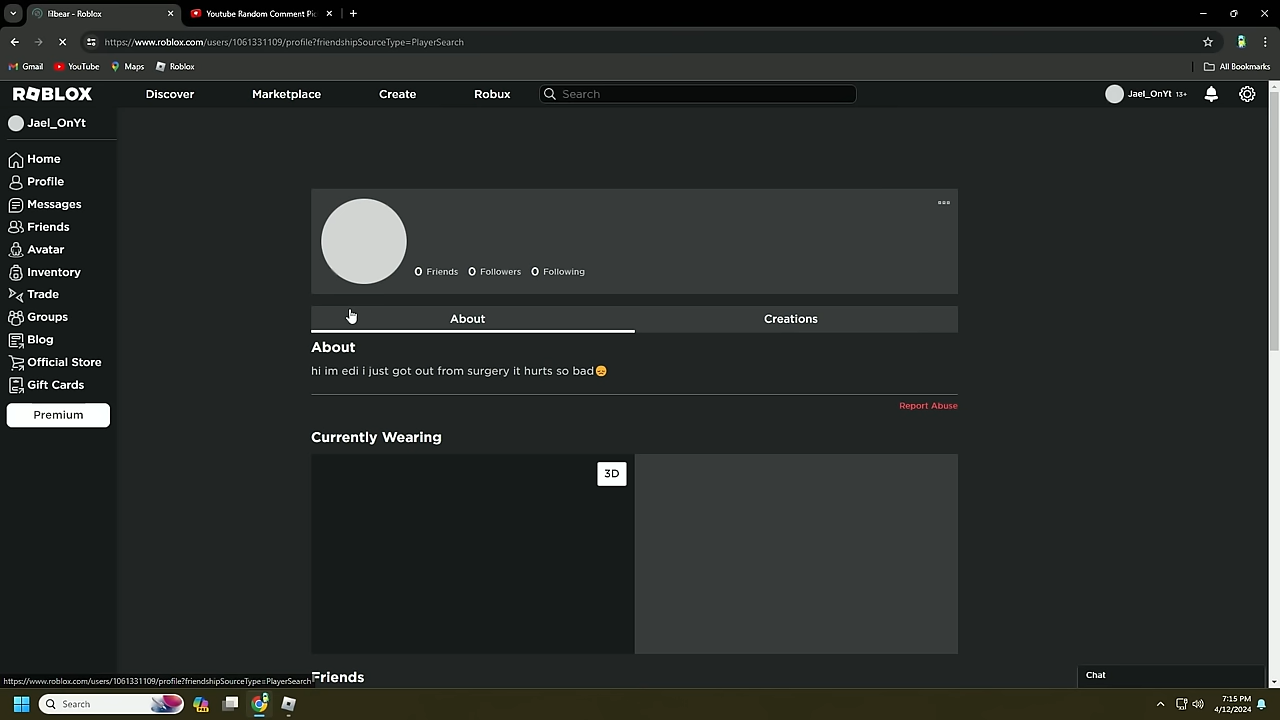 lilbear - Roblox
Youtube Random Comment Pic
https://www.roblox.com/users/1061331109/profile?friendshipSourceType=PlayerSearch
Gmail YouTube Maps Roblox All Bookmarks
ROBLOX Discover Marketplace Create Robux Search Jael_OnYt 13+
Jael_OnYt
Home
Profile
Messages
Friends
Avatar
Inventory
Trade
Groups
Blog
Official Store
Gift Cards
Premium
0 Friends 0 Followers 0 Following
About Creations
About
hi im edi i just got out from surgery it hurts so bad😞
Report Abuse
Currently Wearing
3D
Friends
Chat
https://www.roblox.com/users/1061331109/profile?friendshipSourceType=PlayerSearch
Search
7:15 PM
4/12/2024